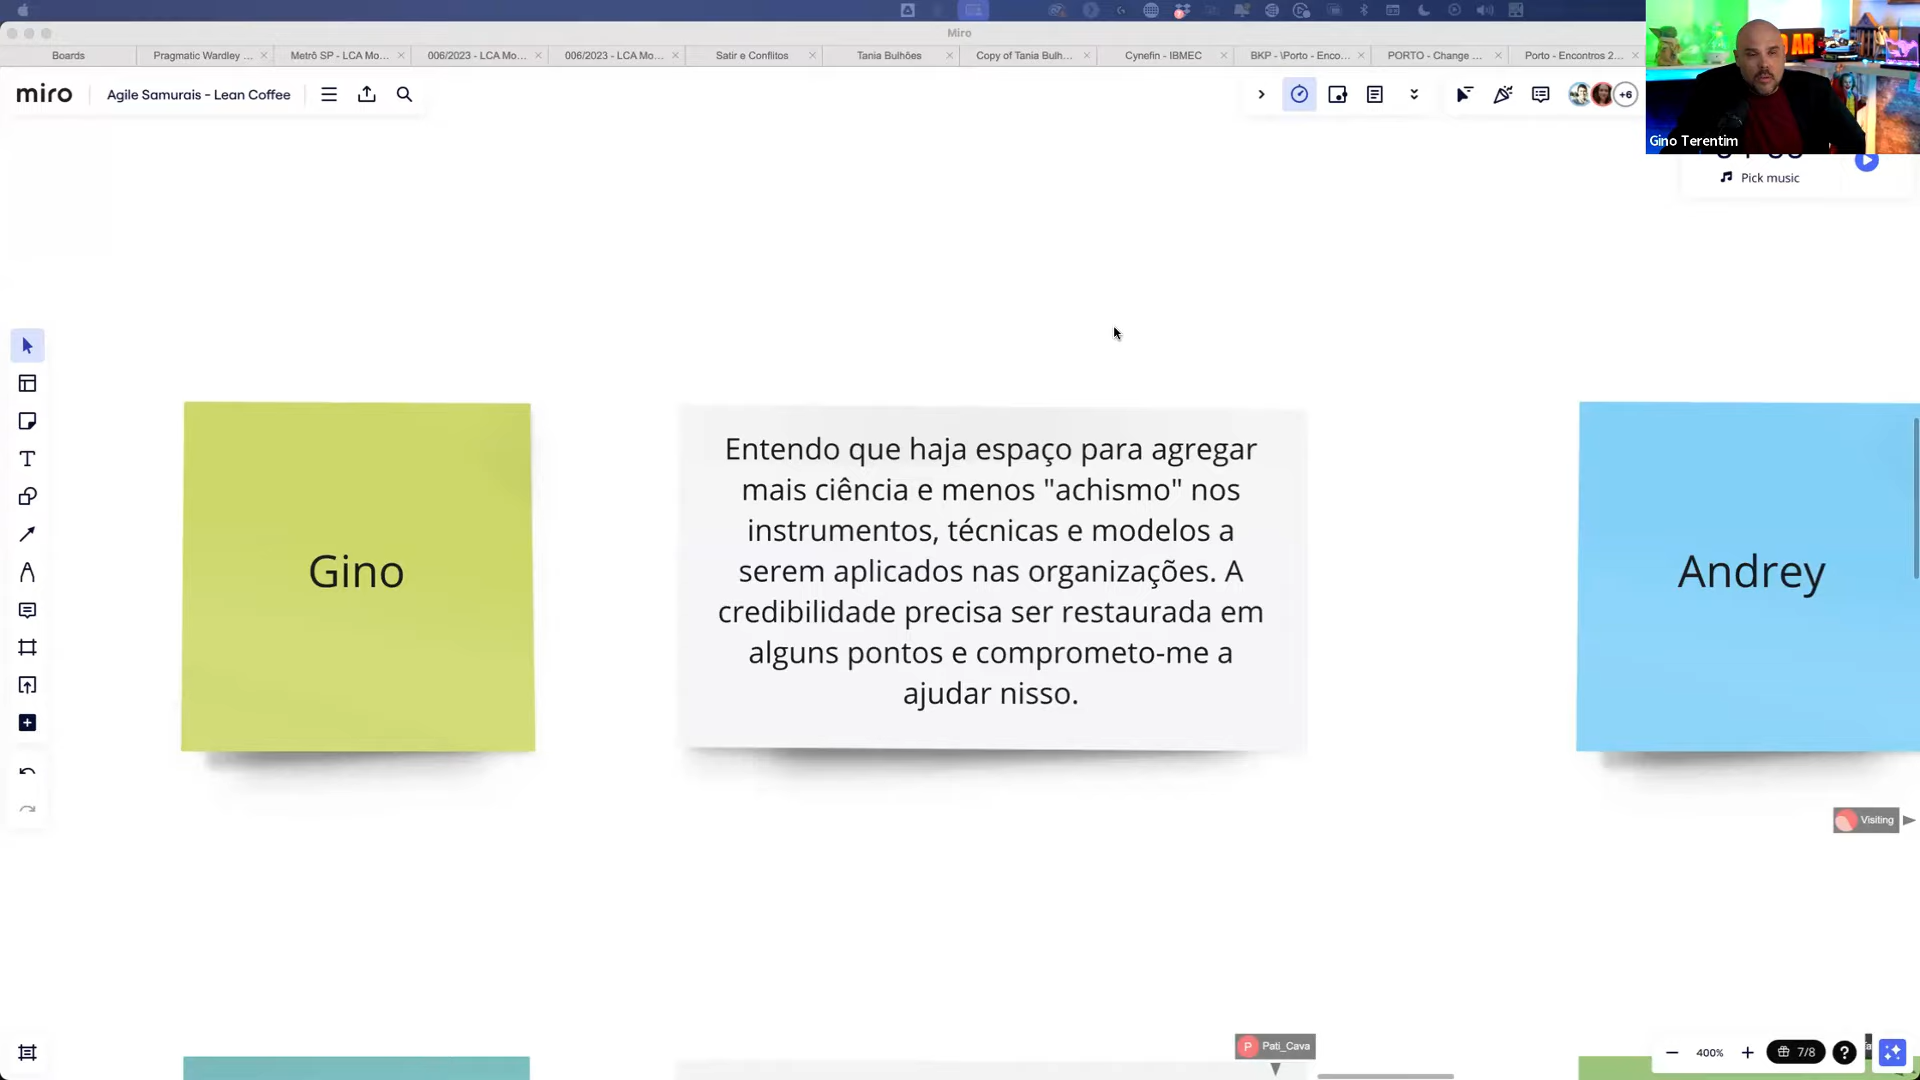 Miro
Boards
Pragmatic Wardley ...
Metrô SP - LCA Mo...
006/2023 - LCA Mo...
006/2023 - LCA Mo...
Satir e Conflitos
Tania Bulhões
Copy of Tania Bulh...
Cynefin - IBMEC
BKP - \Porto - Enco...
PORTO - Change ...
Porto - Encontros 2...
miro
Agile Samurais - Lean Coffee
+6
AR
Gino Terentim
Pick music
Gino
Entendo que haja espaço para agregar
mais ciência e menos "achismo" nos
instrumentos, técnicas e modelos a
serem aplicados nas organizações. A
credibilidade precisa ser restaurada em
alguns pontos e comprometo-me a
ajudar nisso.
Andrey
Visiting
P Pati_Cava
400%
7/8